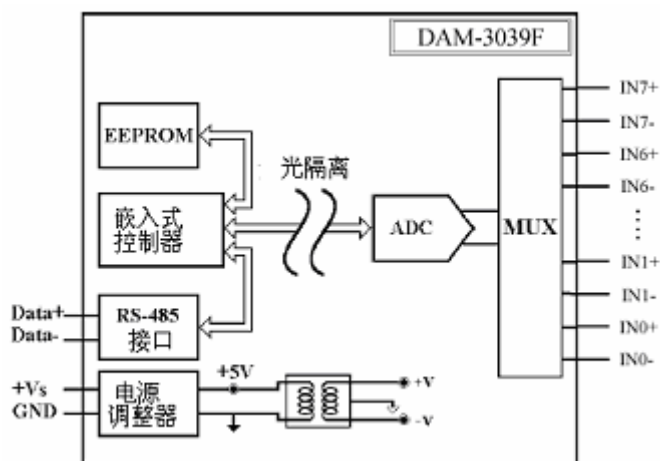 DAM-3039F
IN7+
IN7-
IN6+
IN6-
IN1+
IN1-
IN0+
IN0-
EEPROM
光隔离
嵌入式
控制器
ADC
MUX
Data+
Data-
RS-485
接口
+Vs
GND
电源
调整器
+5V
+V
-V